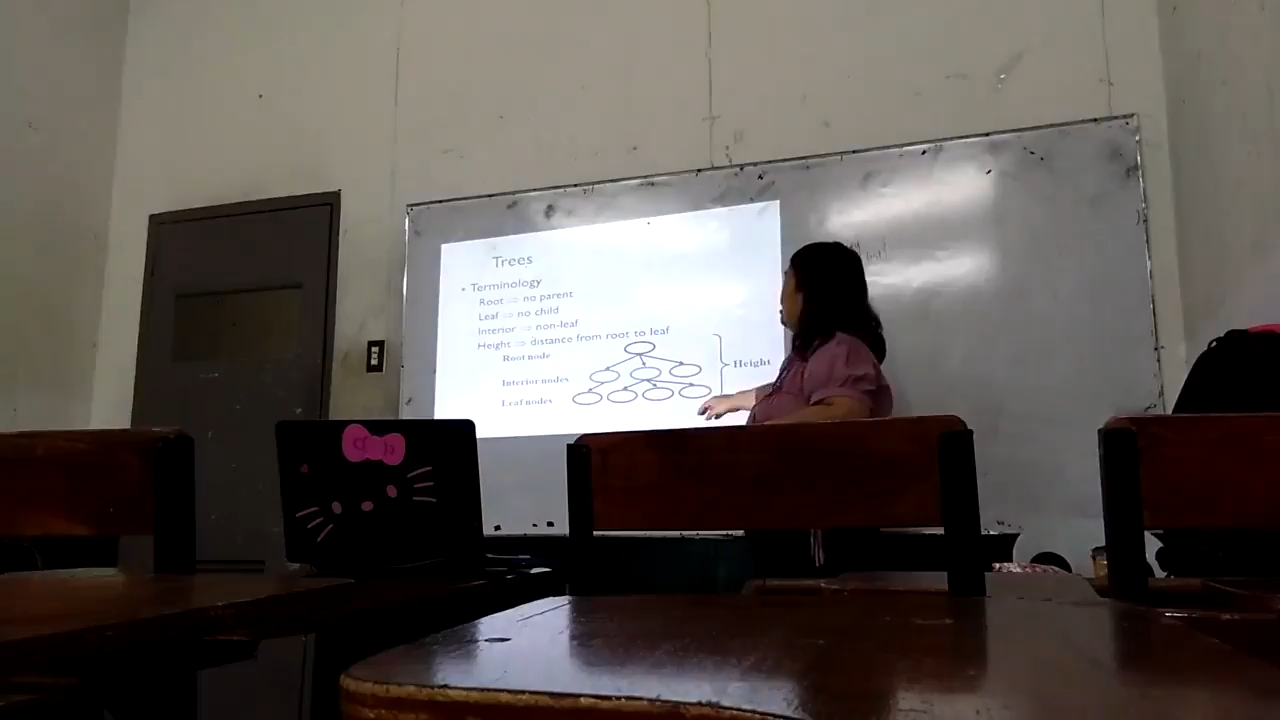 Trees
• Terminology
Root ⇒ no parent
Leaf ⇒ no child
Interior ⇒ non-leaf
Height ⇒ distance from root to leaf
Root node
Height
Interior nodes
Leaf nodes